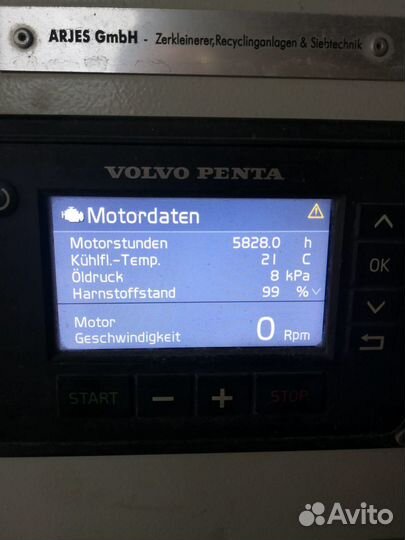 ARJES GmbH - Zerkleinerer, Recyclinganlagen & Siebtechnik
VOLVO PENTA
Motordaten
Motorstunden 5828.0 h
Kühlfl.-Temp. 21 C
Öldruck 8 kPa
Harnstoffstand 99 %
Motor
Geschwindigkeit 0 Rpm
OK
START - + STOP
Avito